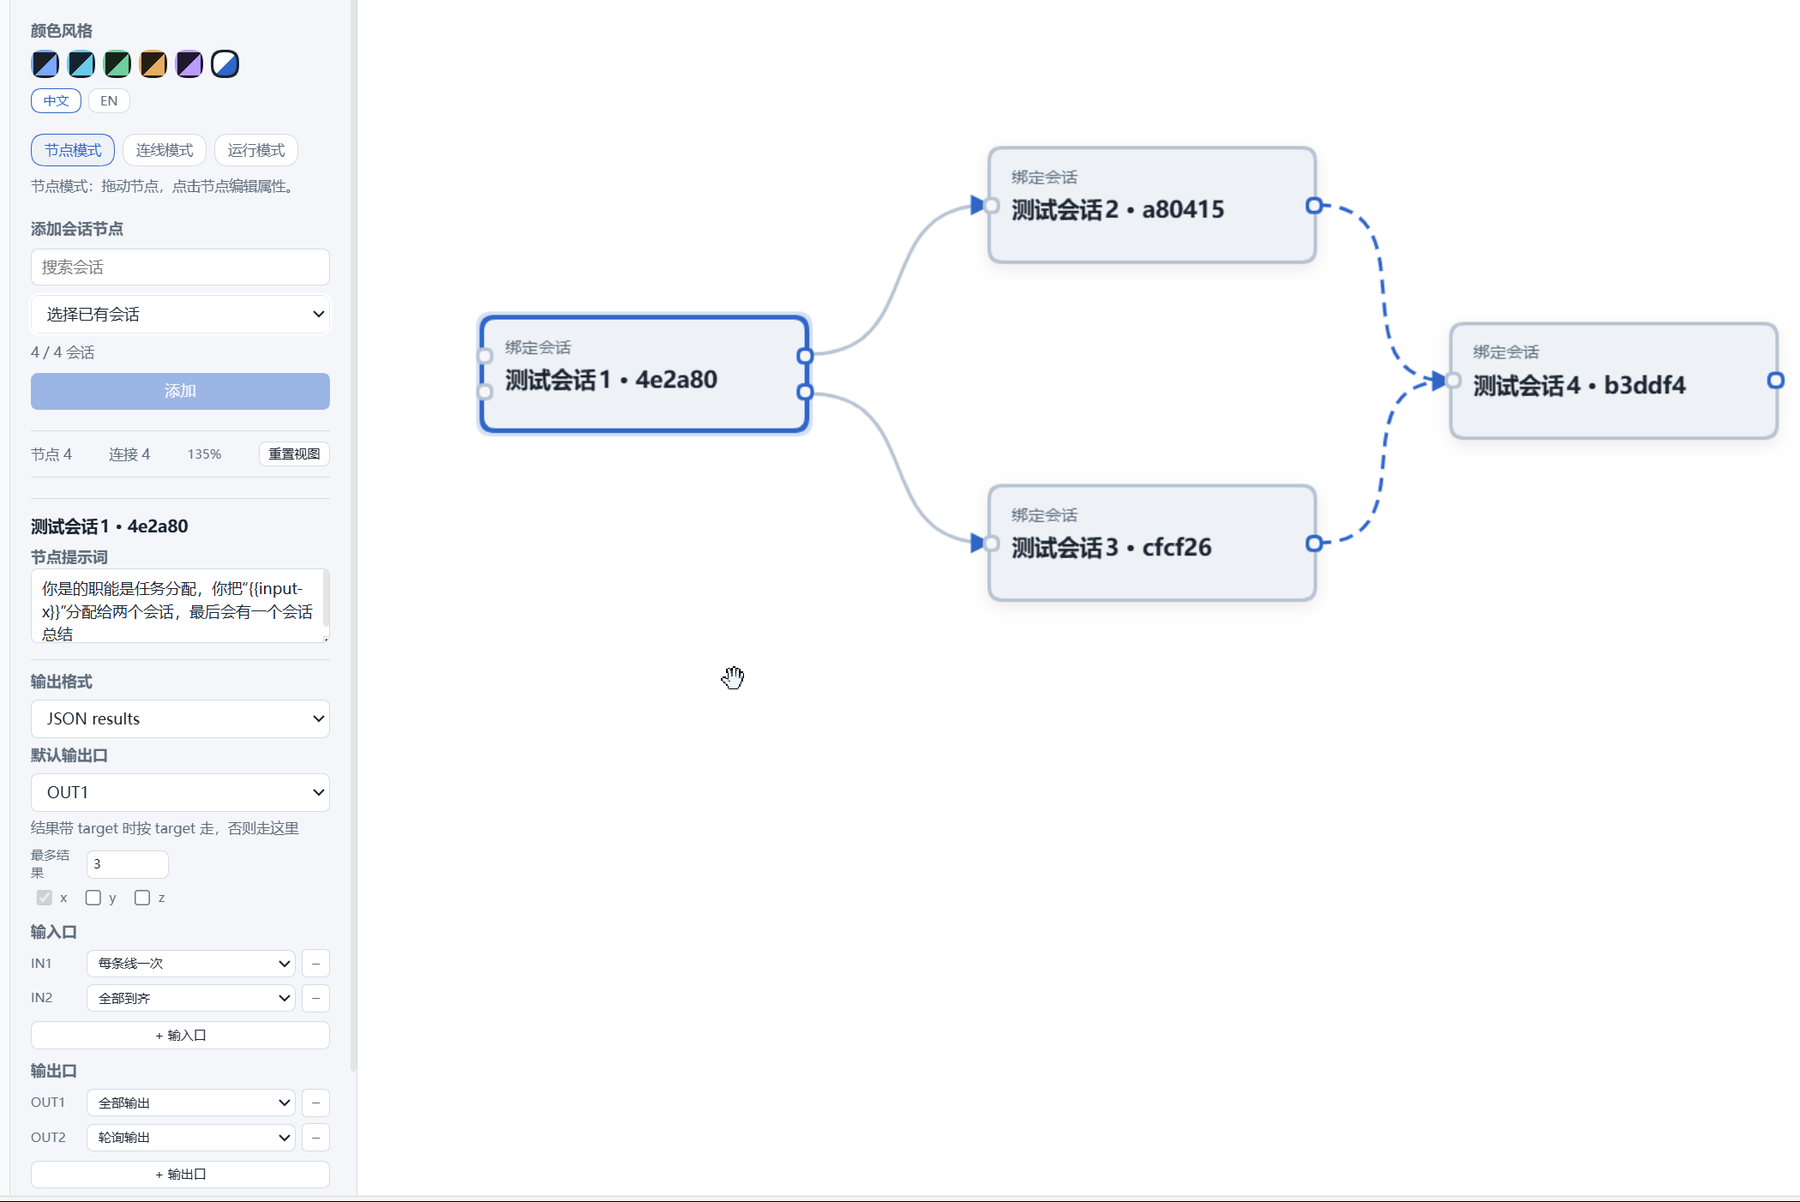 颜色风格
中文
EN
节点模式
连线模式
运行模式
节点模式：拖动节点，点击节点编辑属性。
添加会话节点
搜索会话
选择已有会话
4 / 4 会话
添加
节点 4
连接 4
135%
重置视图
测试会话1 • 4e2a80
节点提示词
你是的职能是任务分配，你把“{{input-
x}}”分配给两个会话，最后会有一个会话
总结
输出格式
JSON results
默认输出口
OUT1
结果带 target 时按 target 走，否则走这里
最多结
果
3
x
y
z
输入口
IN1
每条线一次
−
IN2
全部到齐
−
+ 输入口
输出口
OUT1
全部输出
−
OUT2
轮询输出
−
+ 输出口
绑定会话
测试会话1 • 4e2a80
绑定会话
测试会话2 • a80415
绑定会话
测试会话3 • cfcf26
绑定会话
测试会话4 • b3ddf4